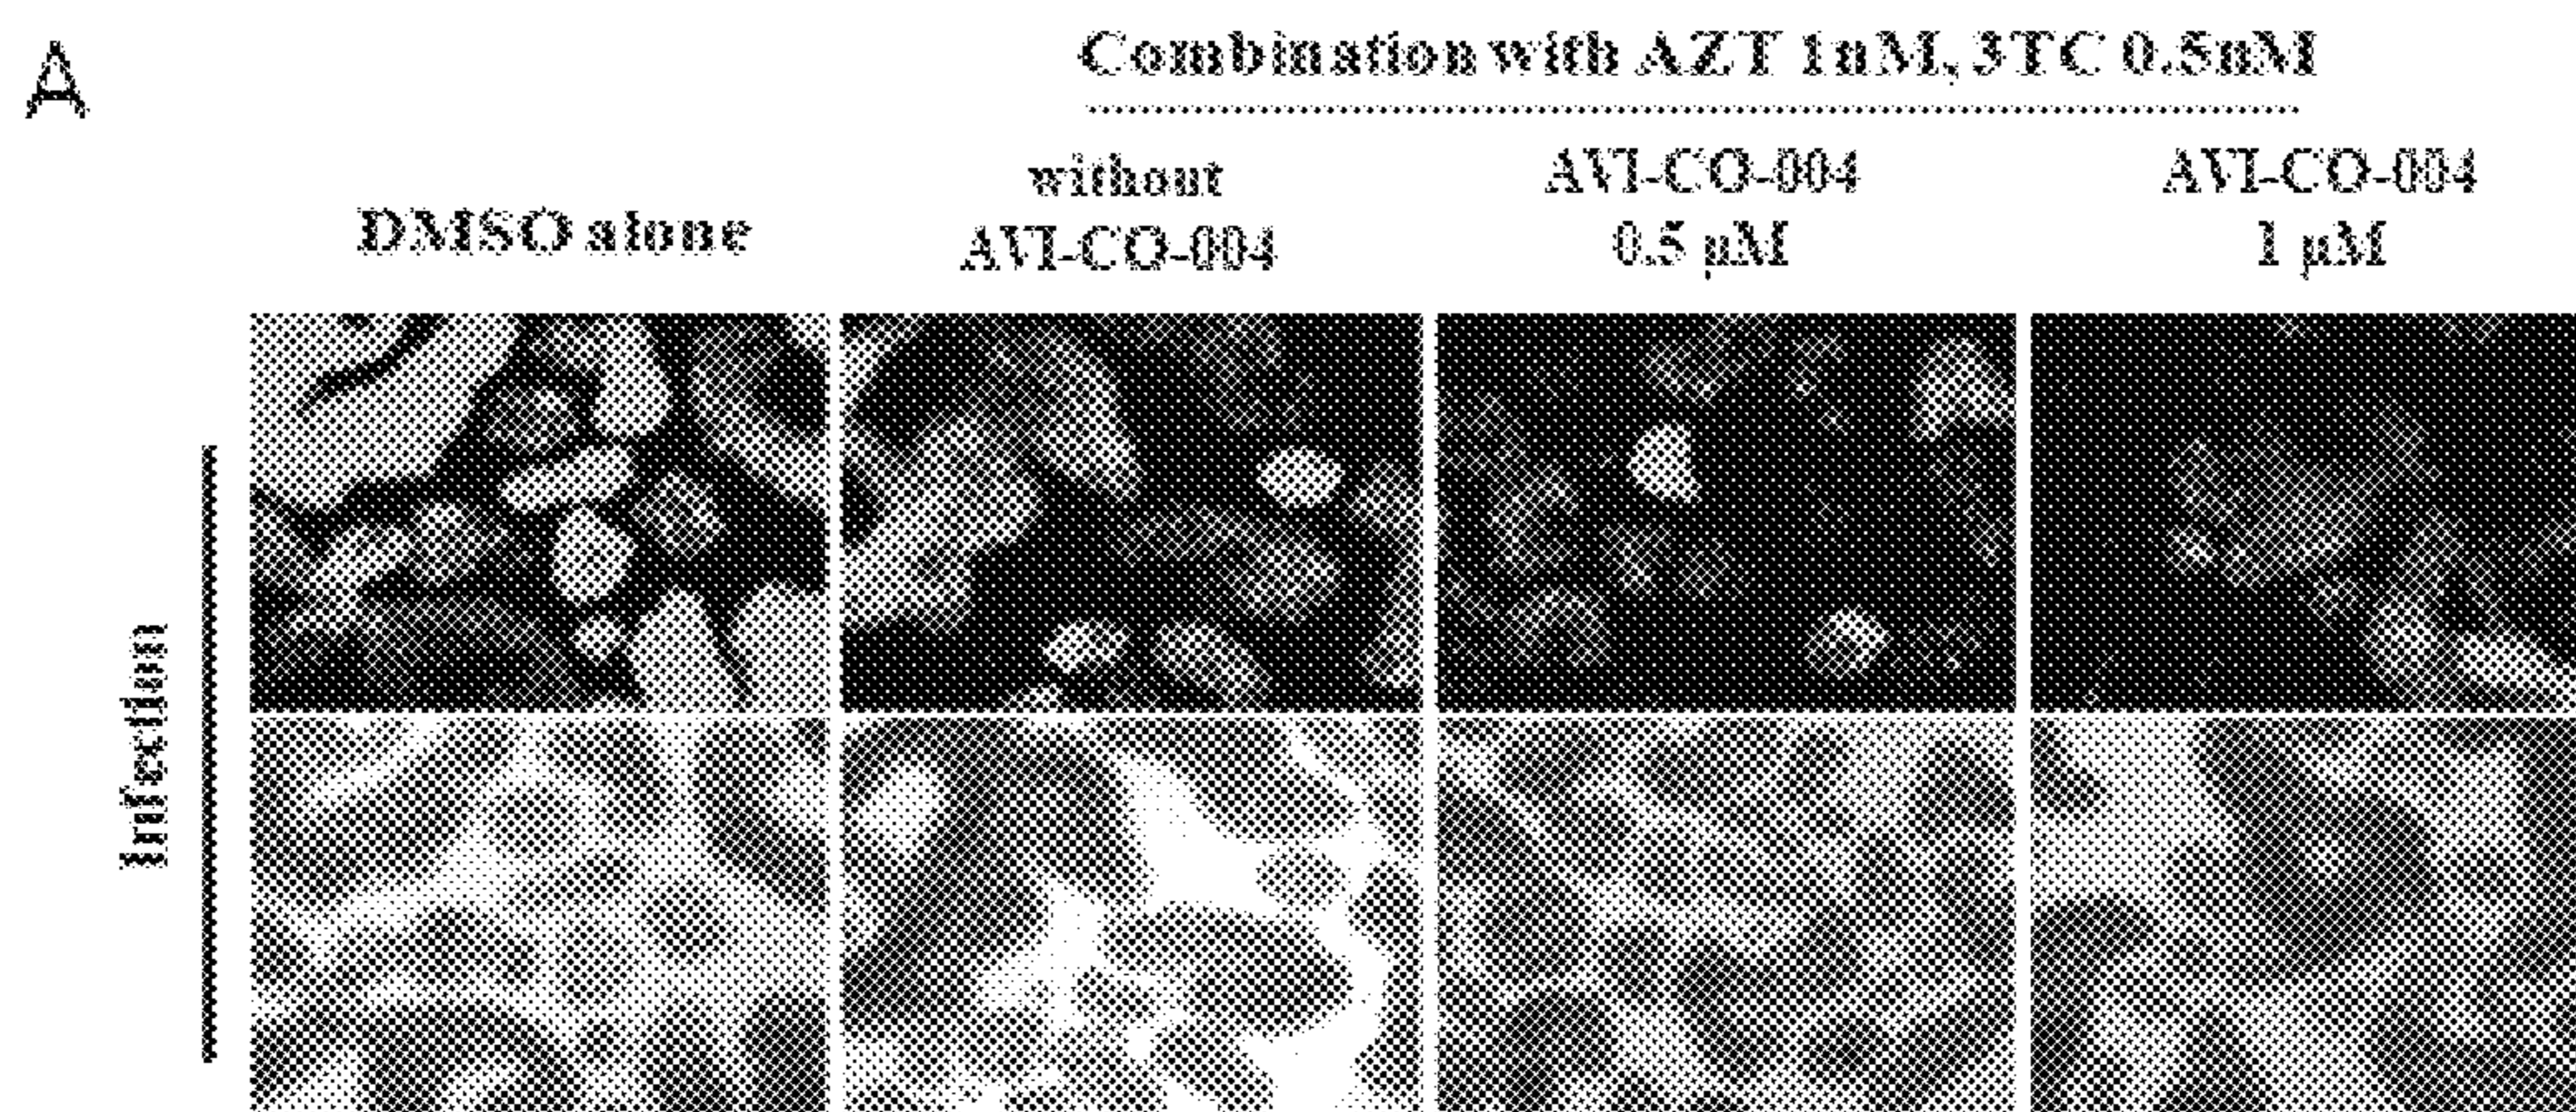 A
Combination with AZT 1nM, 3TC 0.5nM
DMSO alone
without
AVI-CO-004
AVI-CO-004
0.5 μM
AVI-CO-004
1 μM
Infection